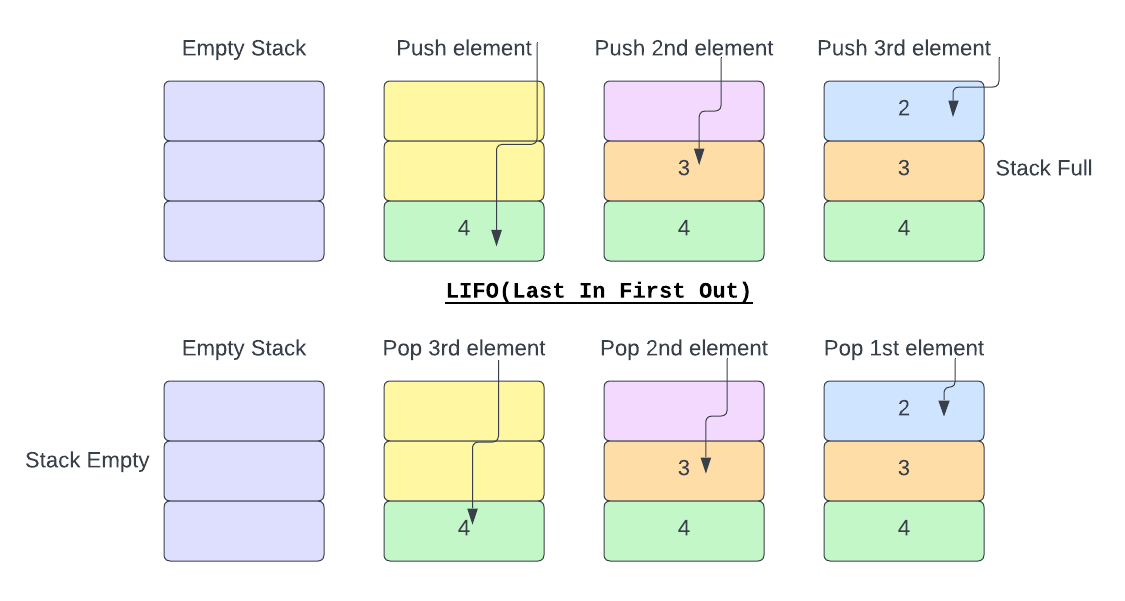 Empty Stack
Push element
Push 2nd element
Push 3rd element
2
3
3
Stack Full
4
4
4
LIFO(Last In First Out)
Empty Stack
Pop 3rd element
Pop 2nd element
Pop 1st element
2
Stack Empty
3
3
4
4
4